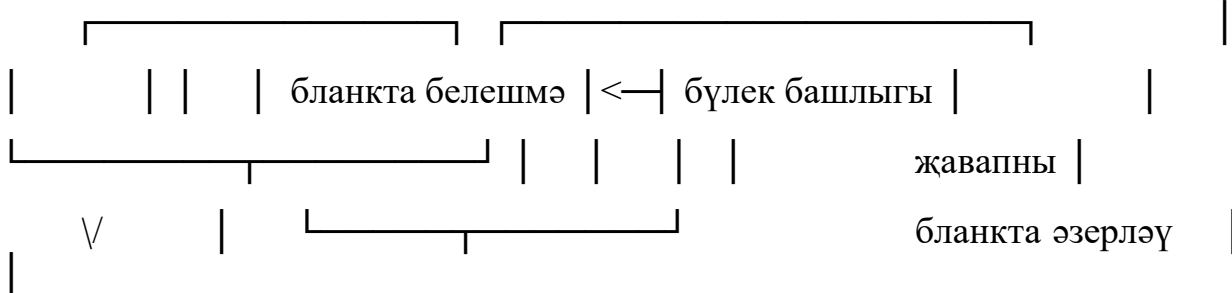 бланкта белешмә бүлек башлыгы
җавапны
бланкта әзерләү